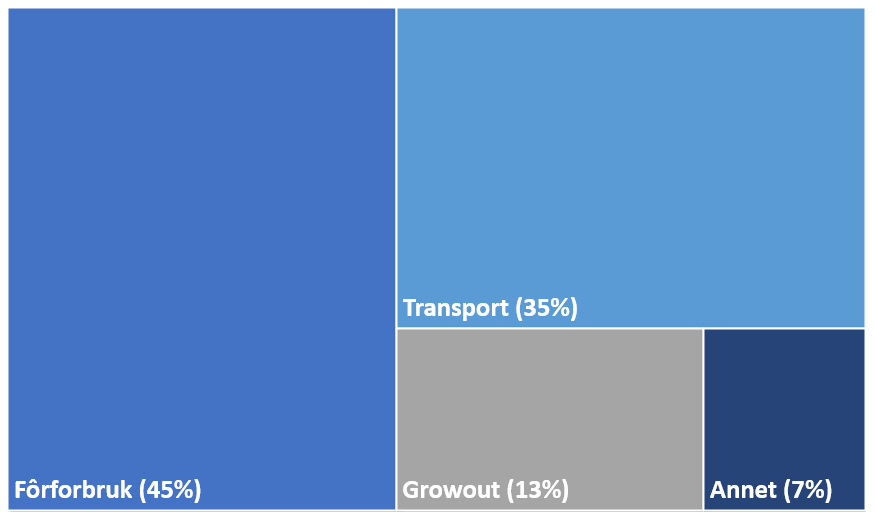 Fôrforbruk (45%)
Transport (35%)
Growout (13%)
Annet (7%)